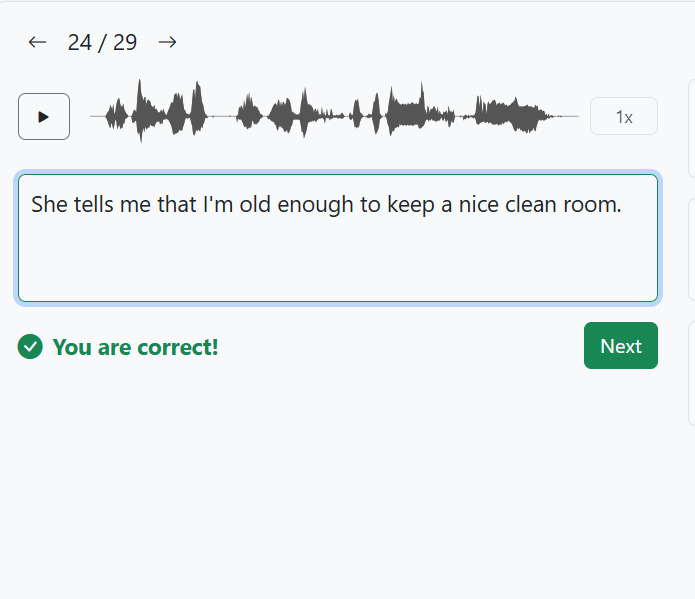 24 / 29
1x
She tells me that I'm old enough to keep a nice clean room.
You are correct!
Next